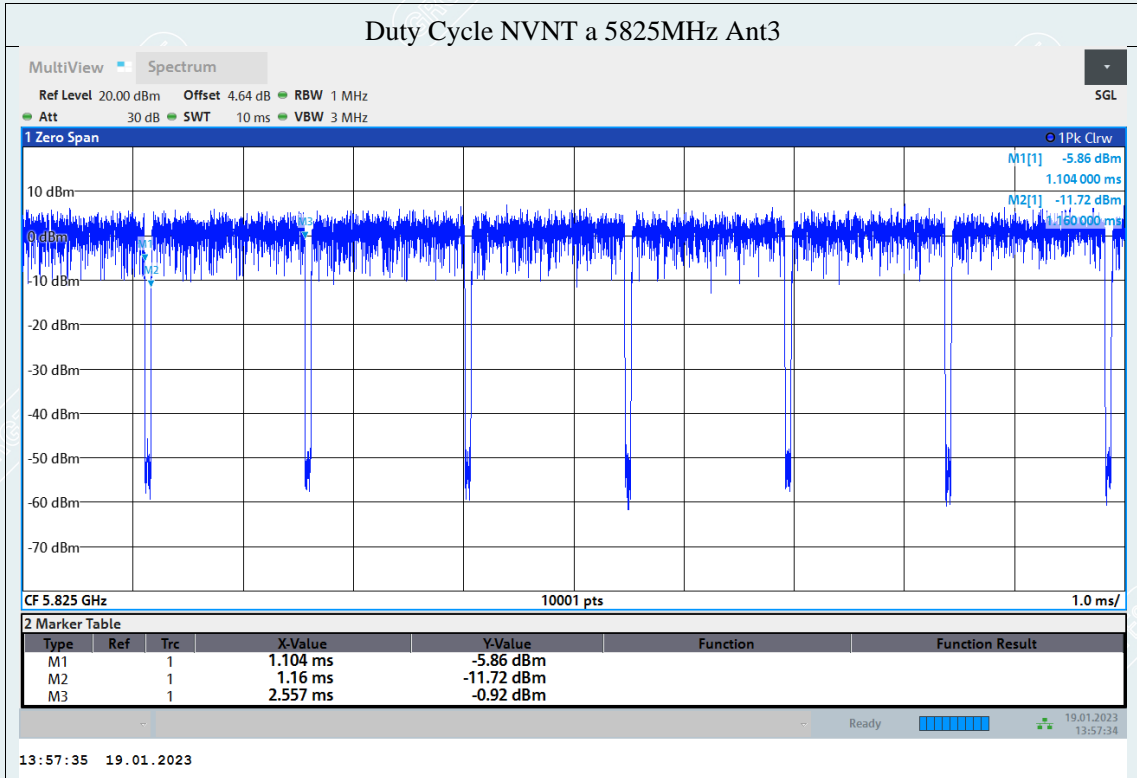 Duty Cycle NVNT a 5825MHz Ant3
MultiView Spectrum
Ref Level 20.00 dBm Offset 4.64 dB RBW 1 MHz SGL
Att 30 dB SWT 10 ms VBW 3 MHz
1 Zero Span 1Pk Clrw
M1[1] -5.86 dBm
1.104 000 ms
M2[1] -11.72 dBm
1.160 000 ms
10 dBm
0 dBm
-10 dBm
-20 dBm
-30 dBm
-40 dBm
-50 dBm
-60 dBm
-70 dBm
M1
M2
M3
CF 5.825 GHz 10001 pts 1.0 ms/
2 Marker Table
Type Ref Trc X-Value Y-Value Function Function Result
M1 1 1.104 ms -5.86 dBm
M2 1 1.16 ms -11.72 dBm
M3 1 2.557 ms -0.92 dBm
Ready 19.01.2023
13:57:34
13:57:35 19.01.2023